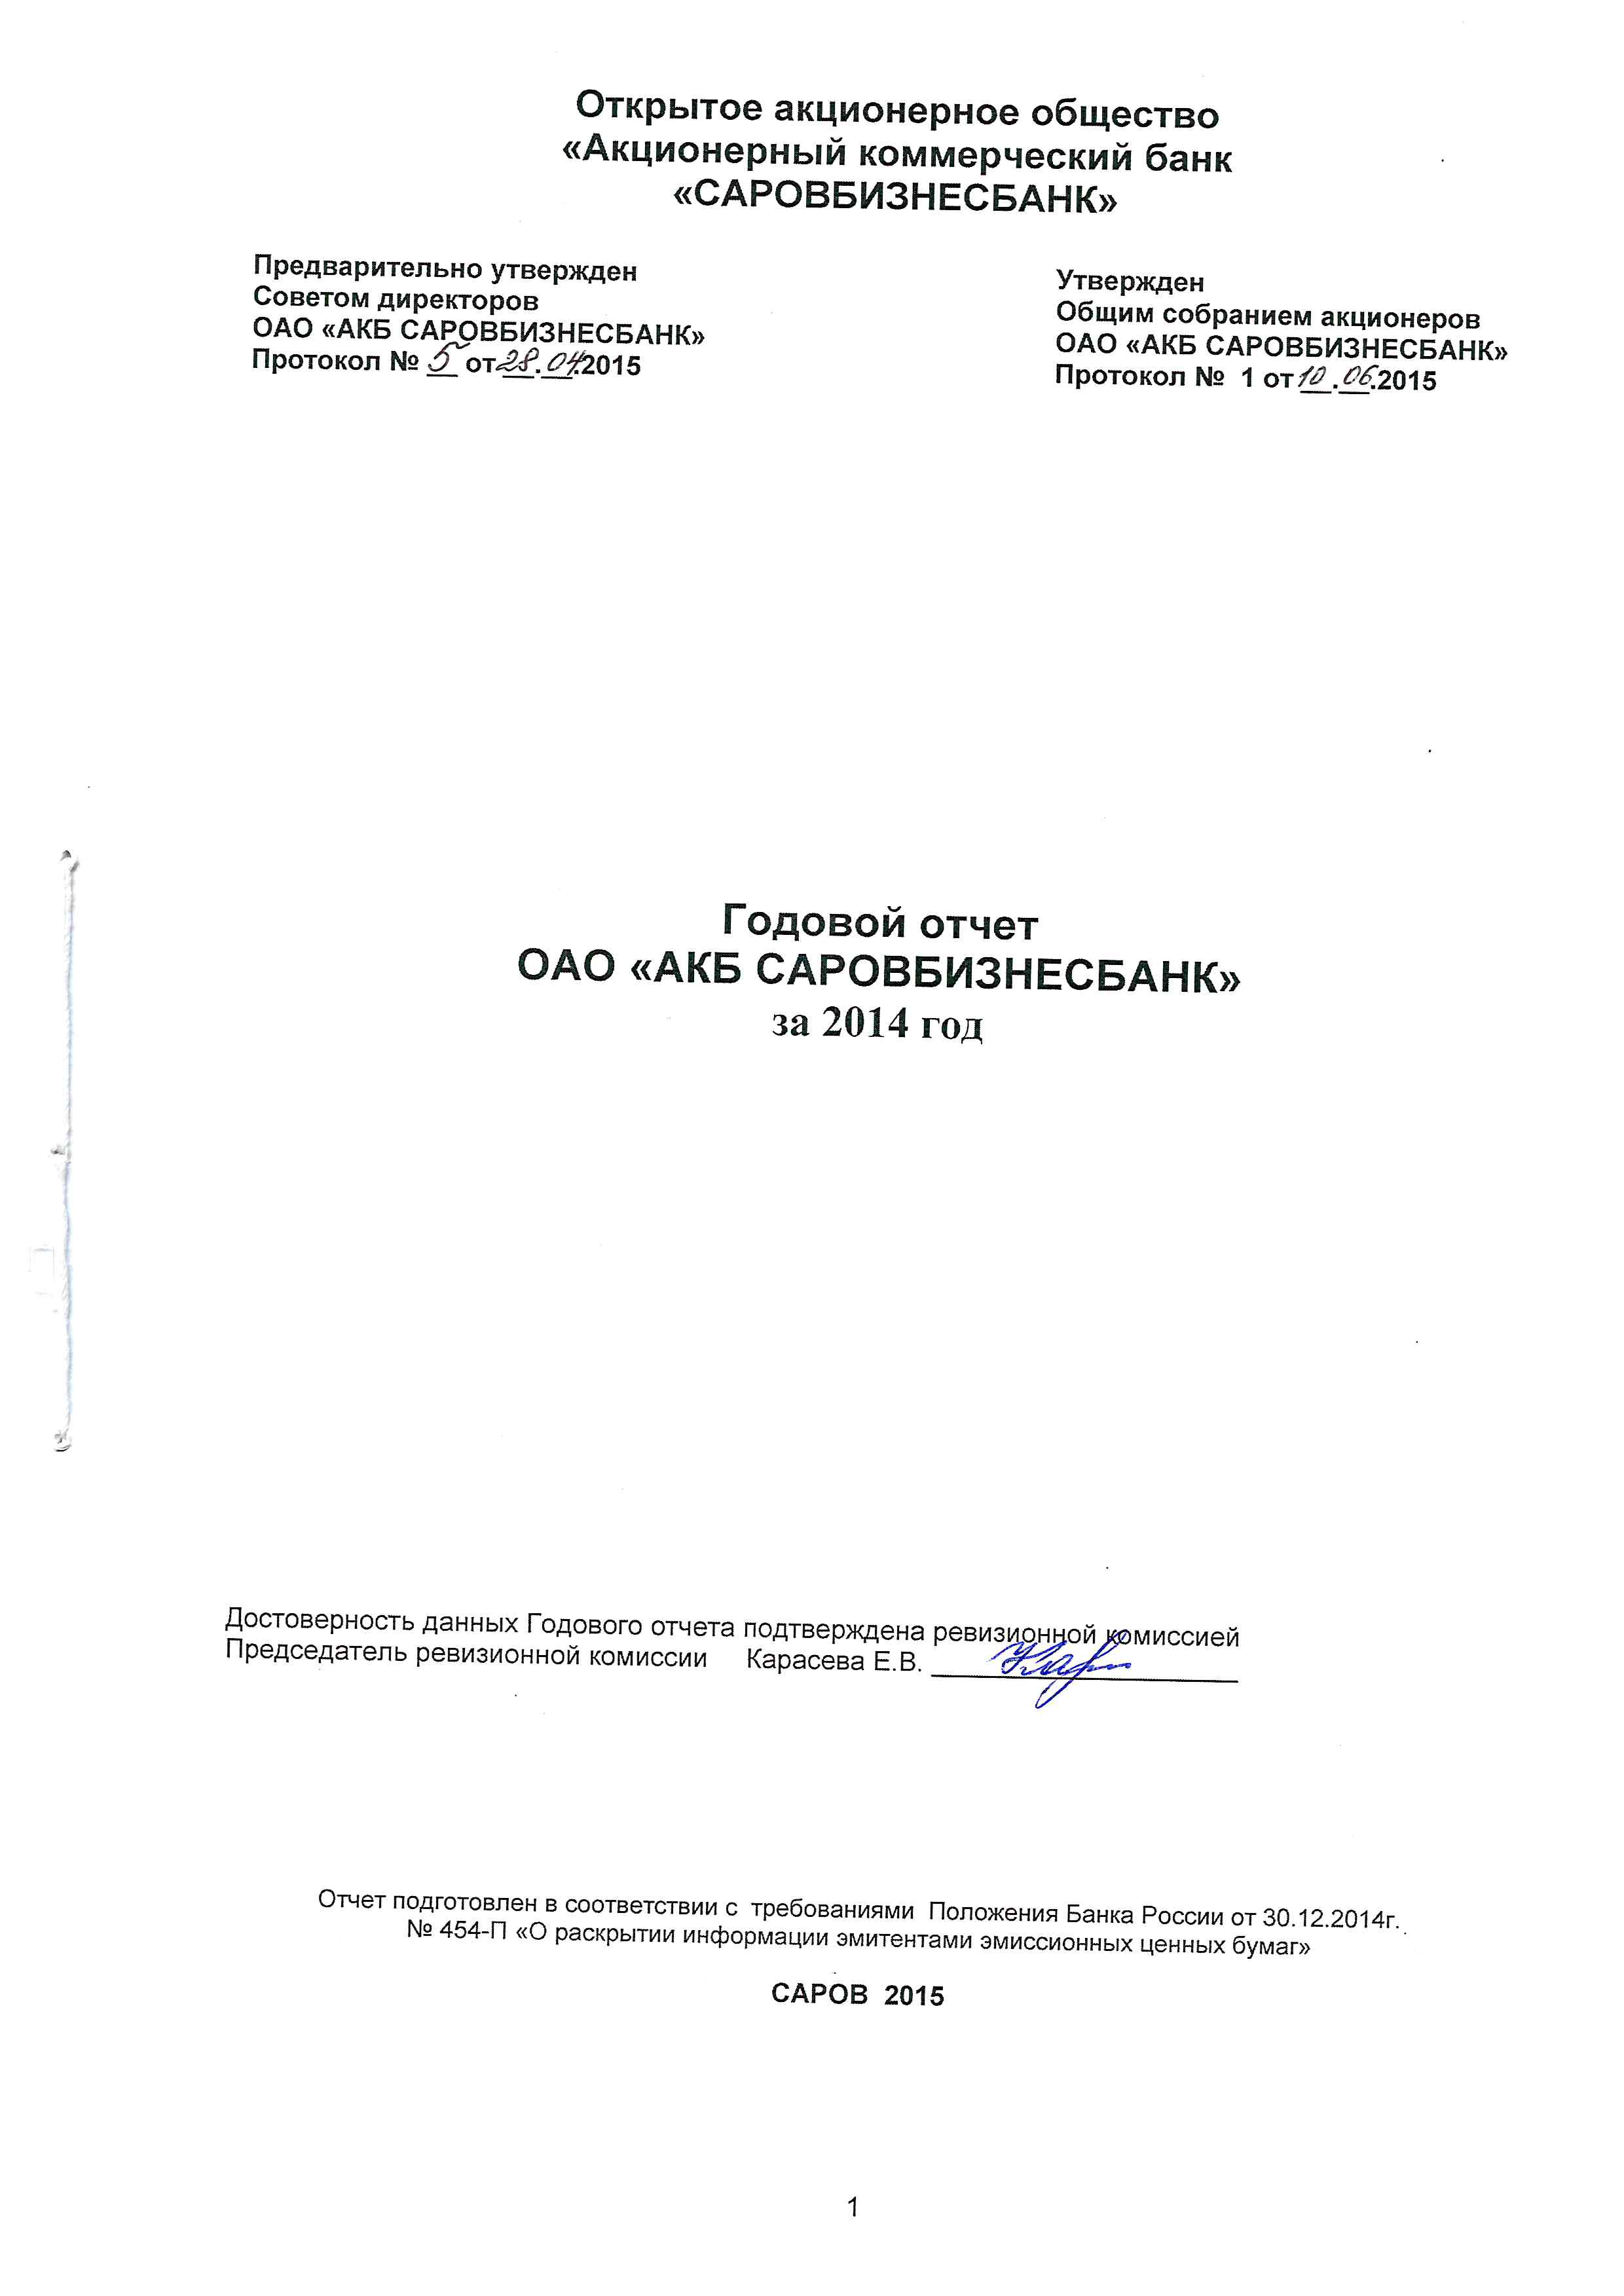 Открытое акционерное общество
«Акционерный коммерческий банк
«САРОВБИЗНЕСБАНК»
Предварительно утвержден
Советом директоров
ОАО «АКБ САРОВБИЗНЕСБАНК»
Протокол № 5 от 28.04.2015
Утвержден
Общим собранием акционеров
ОАО «АКБ САРОВБИЗНЕСБАНК»
Протокол № 1 от 10.06.2015
Годовой отчет
ОАО «АКБ САРОВБИЗНЕСБАНК»
за 2014 год
Достоверность данных Годового отчета подтверждена ревизионной комиссией
Председатель ревизионной комиссии Карасева Е.В.
Отчет подготовлен в соответствии с требованиями Положения Банка России от 30.12.2014г.
№ 454-П «О раскрытии информации эмитентами эмиссионных ценных бумаг»
САРОВ 2015
1